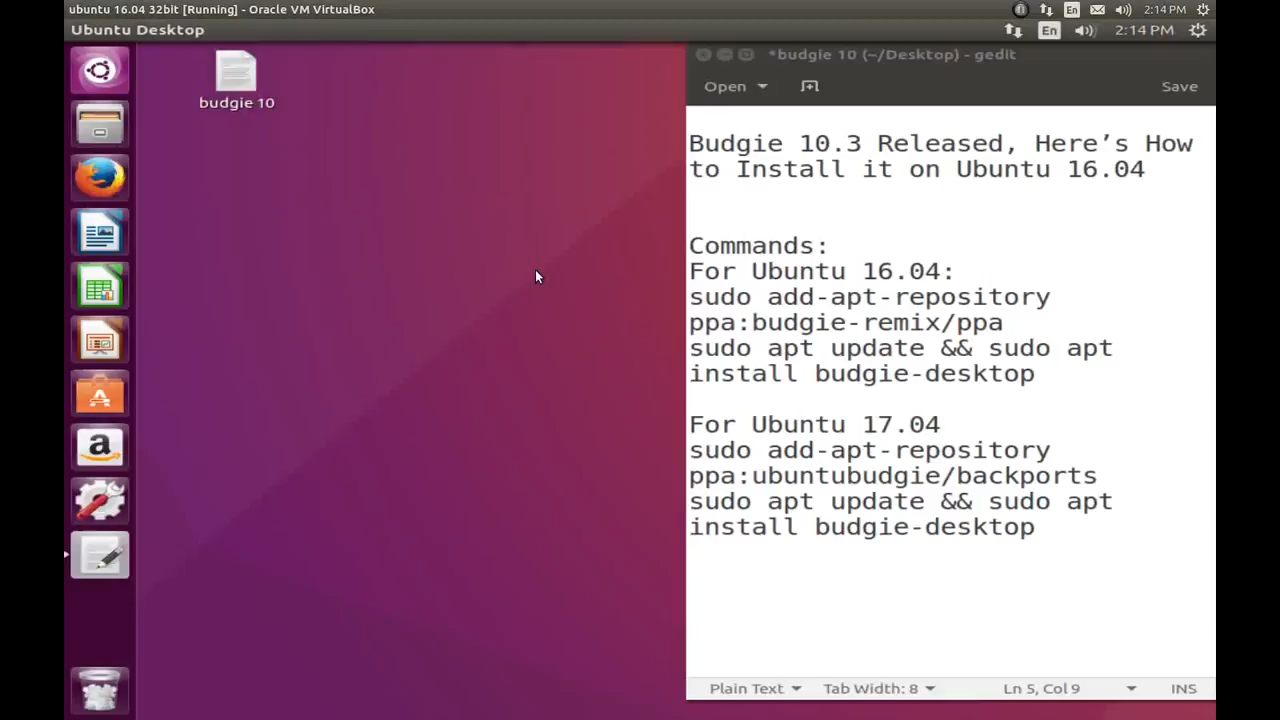 ubuntu 16.04 32bit [Running] - Oracle VM VirtualBox
En 2:14 PM
Ubuntu Desktop
En 2:14 PM
budgie 10
*budgie 10 (~/Desktop) - gedit
Open Save
Budgie 10.3 Released, Here’s How
to Install it on Ubuntu 16.04
Commands:
For Ubuntu 16.04:
sudo add-apt-repository
ppa:budgie-remix/ppa
sudo apt update && sudo apt
install budgie-desktop
For Ubuntu 17.04
sudo add-apt-repository
ppa:ubuntubudgie/backports
sudo apt update && sudo apt
install budgie-desktop
A
a
Plain Text Tab Width: 8 Ln 5, Col 9 INS